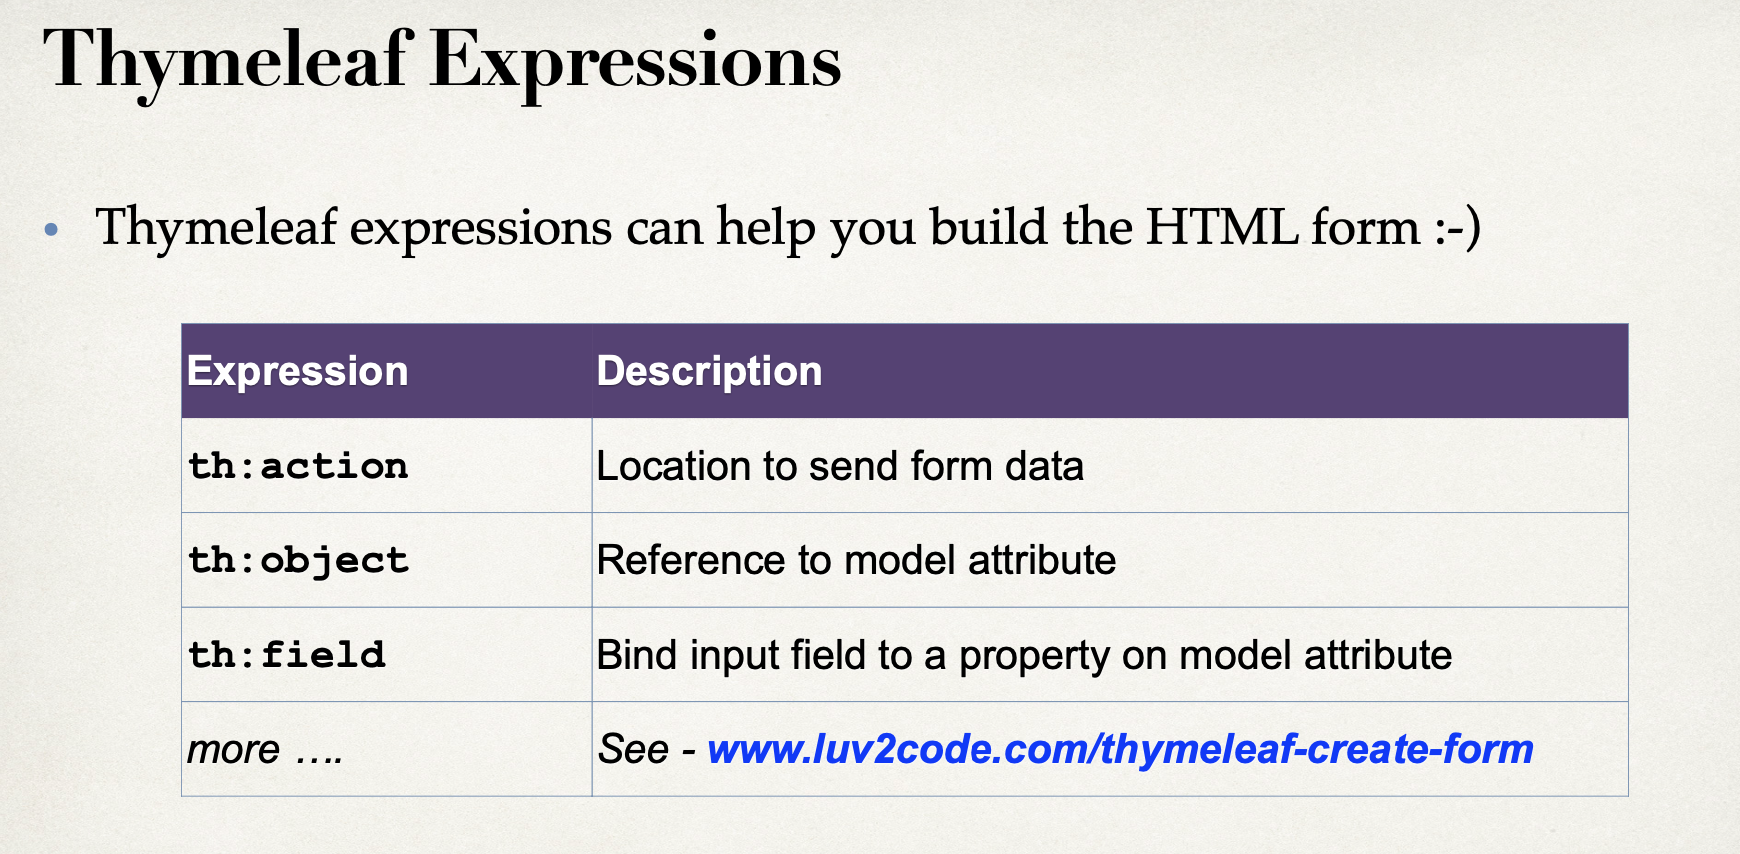 Thymeleaf Expressions
• Thymeleaf expressions can help you build the HTML form :-)
Expression Description
th:action Location to send form data
th:object Reference to model attribute
th:field Bind input field to a property on model attribute
more …. See - www.luv2code.com/thymeleaf-create-form